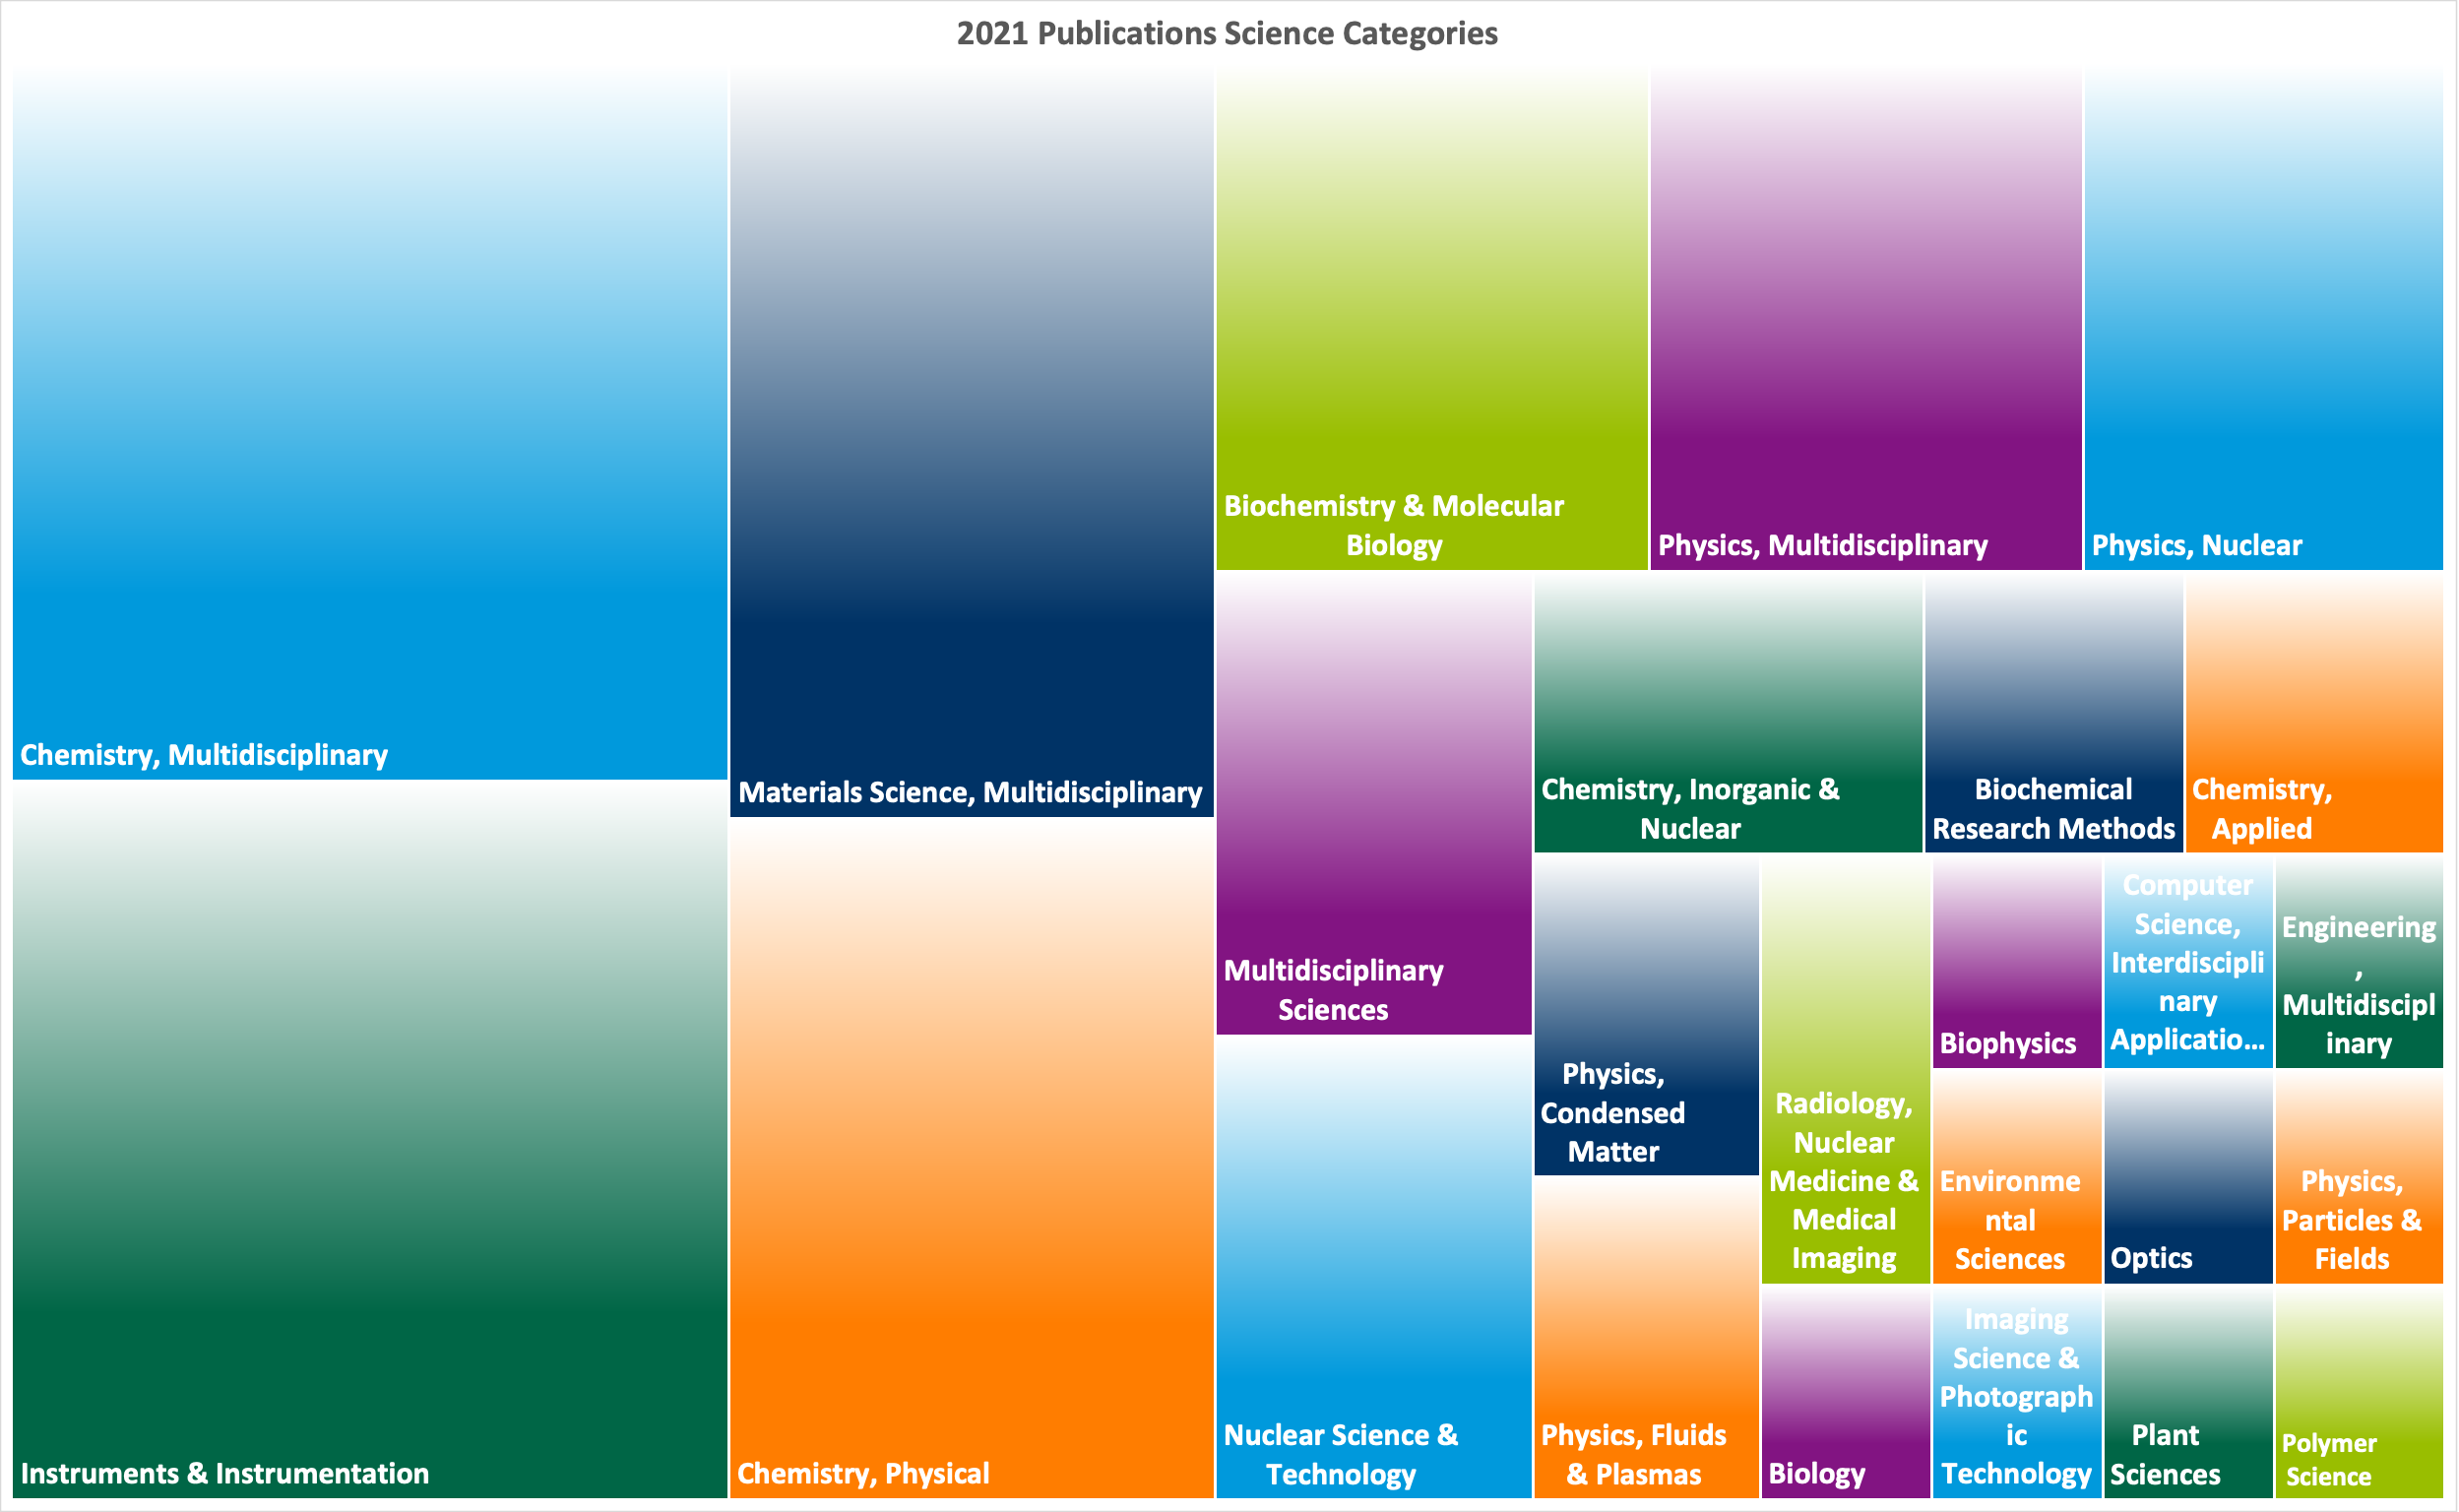 2021 Publications Science Categories
Chemistry, Multidisciplinary
Instruments & Instrumentation
Materials Science, Multidisciplinary
Chemistry, Physical
Biochemistry & Molecular
Biology
Physics, Multidisciplinary
Physics, Nuclear
Multidisciplinary
Sciences
Nuclear Science &
Technology
Chemistry, Inorganic &
Nuclear
Biochemical
Research Methods
Chemistry,
Applied
Physics,
Condensed
Matter
Physics, Fluids
& Plasmas
Radiology,
Nuclear
Medicine &
Medical
Imaging
Biophysics
Computer
Science,
Interdiscipli
nary
Applicatio...
Engineering
,
Multidiscipl
inary
Environme
ntal
Sciences
Optics
Physics,
Particles &
Fields
Biology
Imaging
Science &
Photograph
ic
Technology
Plant
Sciences
Polymer
Science